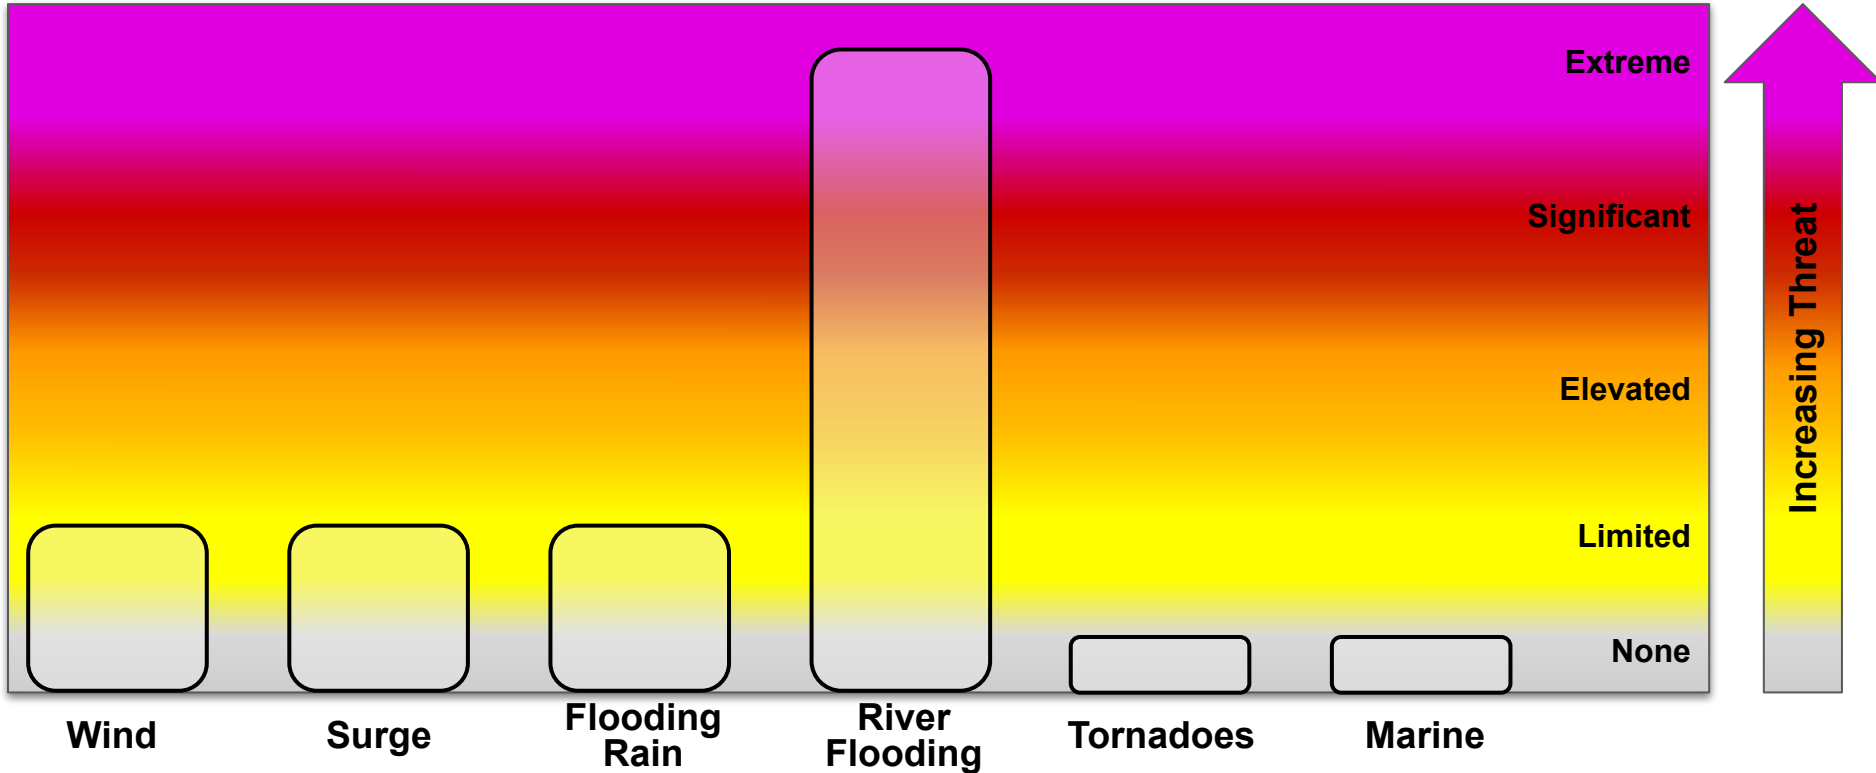 Extreme
Significant
Elevated
Limited
None
Increasing Threat
Wind
Surge
Flooding
Rain
River
Flooding
Tornadoes
Marine